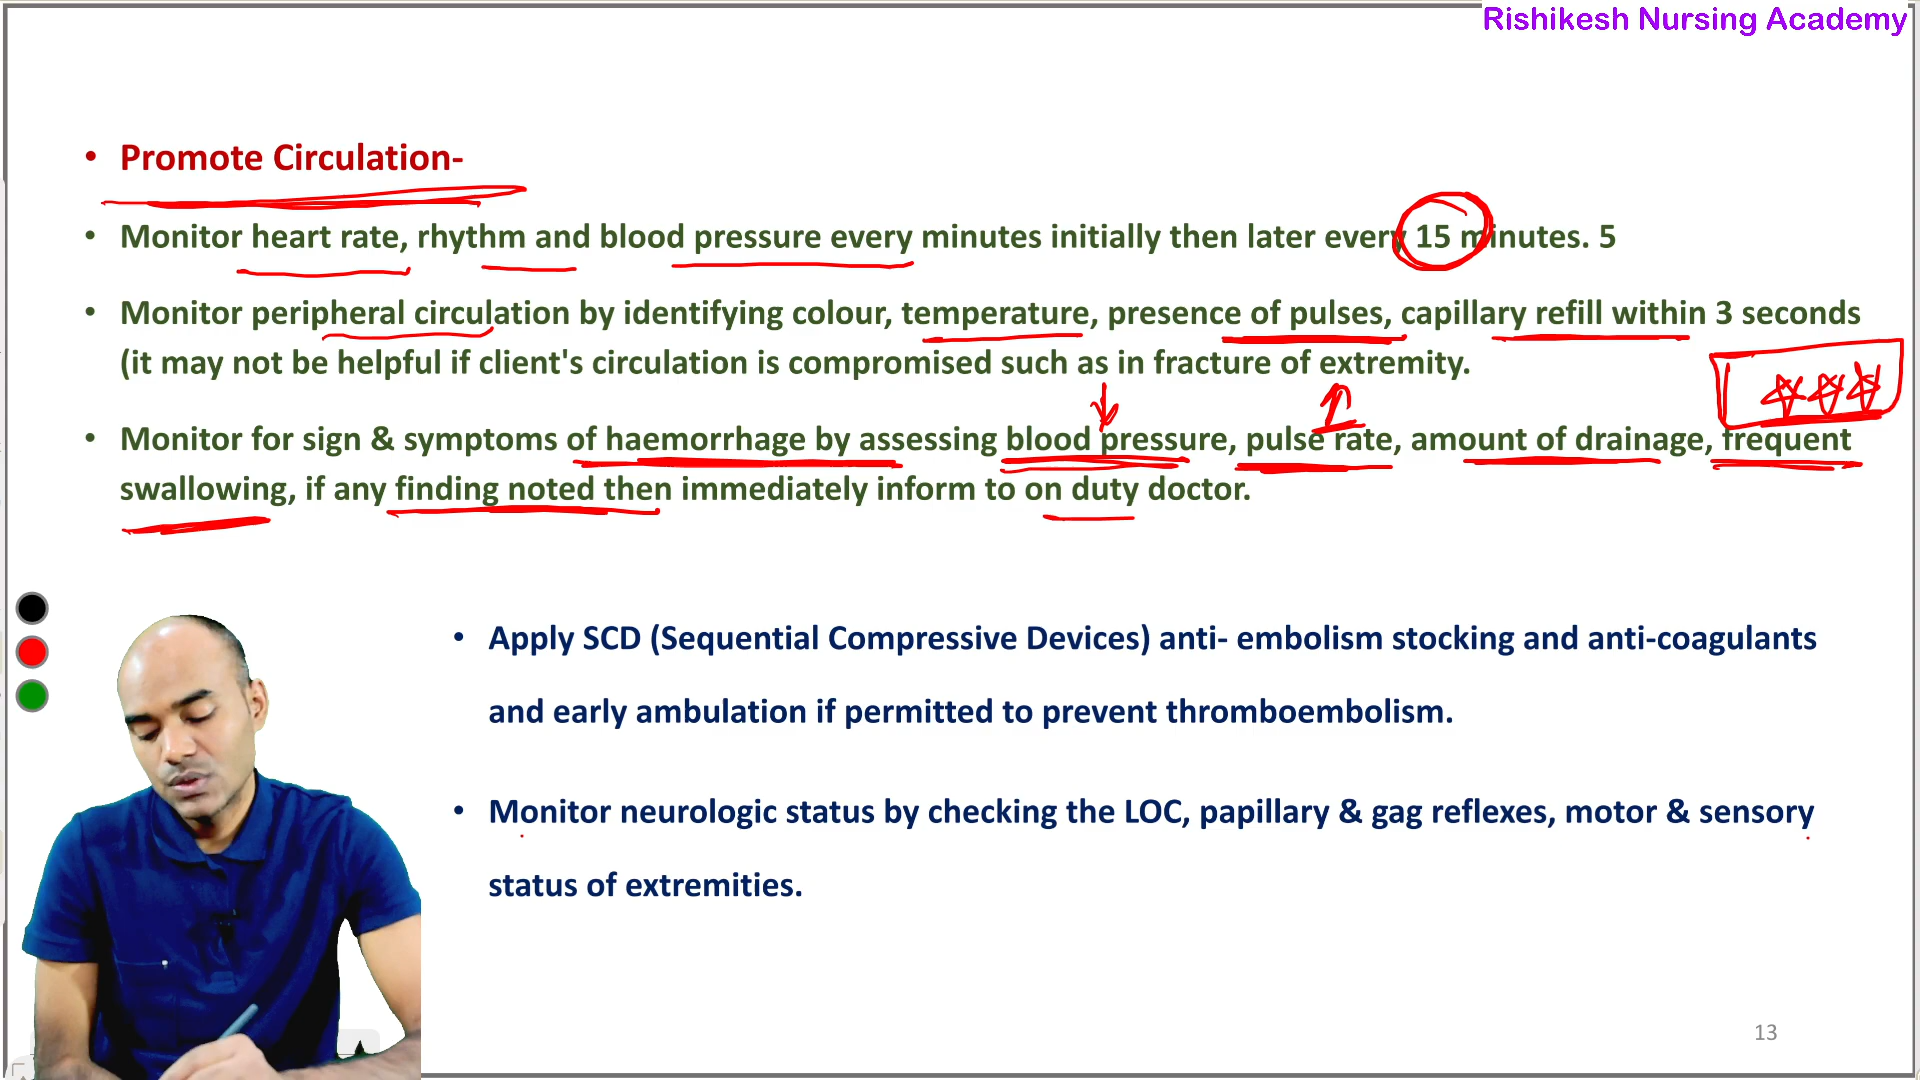 Rishikesh Nursing Academy
• Promote Circulation-
• Monitor heart rate, rhythm and blood pressure every minutes initially then later every 15 minutes. 5
• Monitor peripheral circulation by identifying colour, temperature, presence of pulses, capillary refill within 3 seconds
(it may not be helpful if client's circulation is compromised such as in fracture of extremity.
• Monitor for sign & symptoms of haemorrhage by assessing blood pressure, pulse rate, amount of drainage, frequent
swallowing, if any finding noted then immediately inform to on duty doctor.
• Apply SCD (Sequential Compressive Devices) anti- embolism stocking and anti-coagulants
and early ambulation if permitted to prevent thromboembolism.
• Monitor neurologic status by checking the LOC, papillary & gag reflexes, motor & sensory
status of extremities.
13